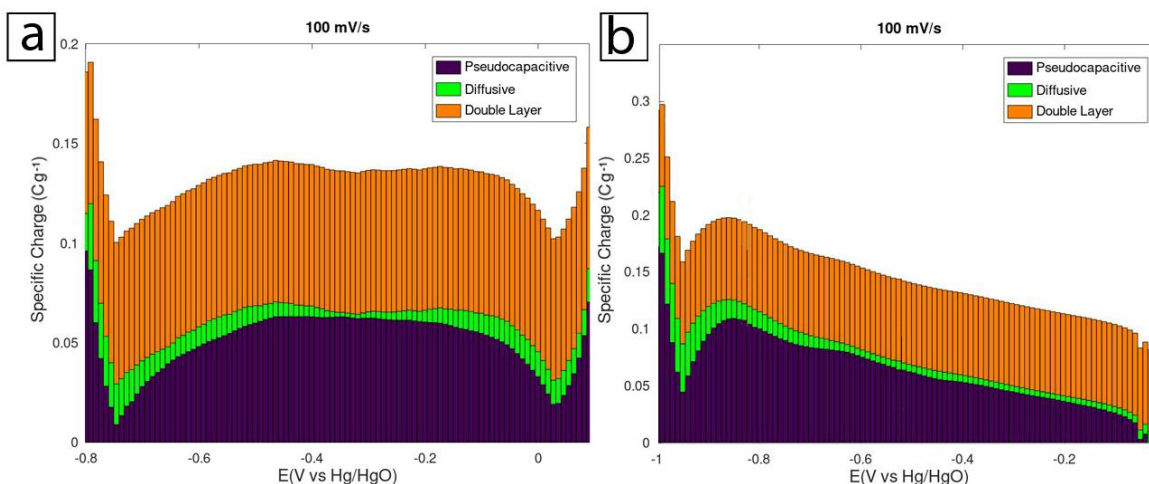 a
100 mV/s
0.2
0.15
0.1
0.05
0
Specific Charge (Cg⁻¹)
Pseudocapacitive
Diffusive
Double Layer
-0.8 -0.6 -0.4 -0.2 0
E(V vs Hg/HgO)
b
100 mV/s
0.3
0.25
0.2
0.15
0.1
0.05
0
Specific Charge (Cg⁻¹)
Pseudocapacitive
Diffusive
Double Layer
-1 -0.8 -0.6 -0.4 -0.2
E(V vs Hg/HgO)